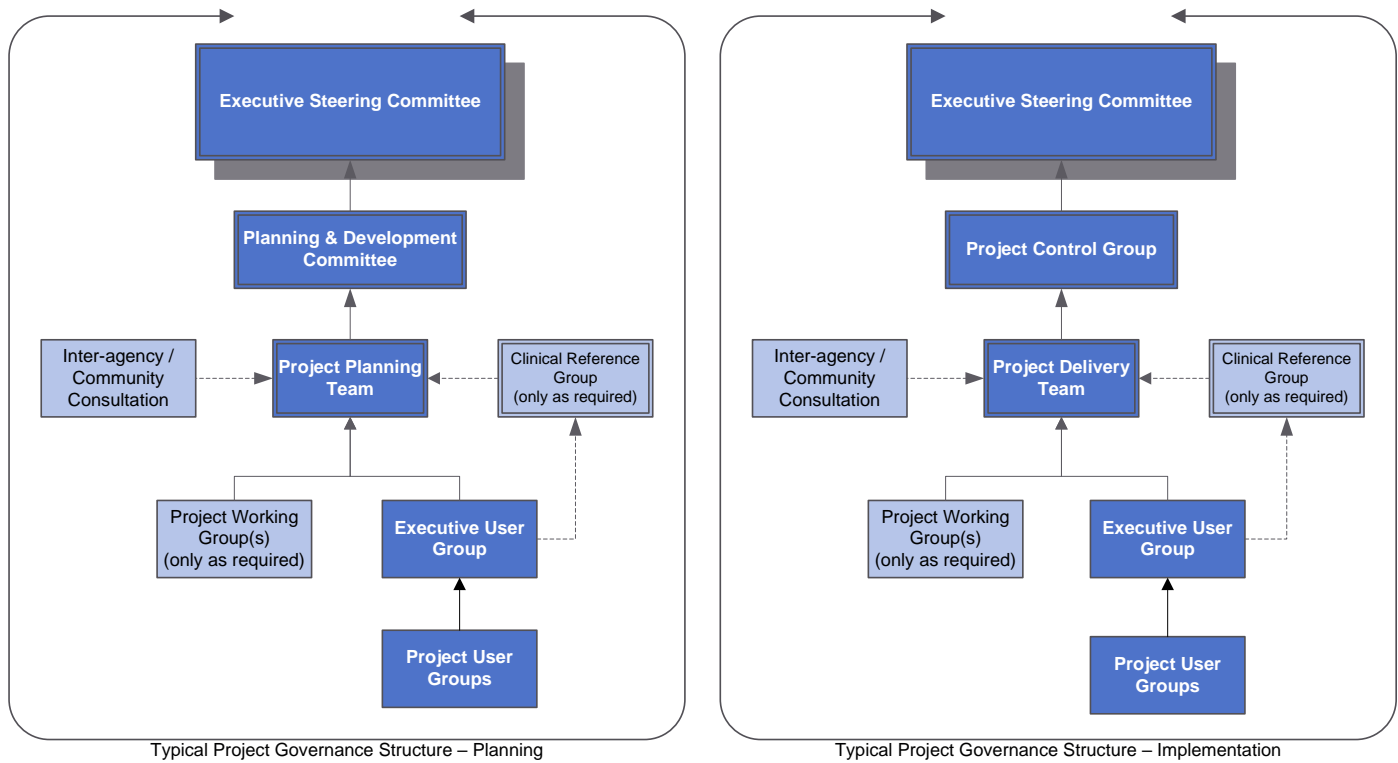 Executive Steering Committee
Planning & Development
Committee
Inter-agency /
Community
Consultation
Project Planning
Team
Clinical Reference
Group
(only as required)
Project Working
Group(s)
(only as required)
Executive User
Group
Project User
Groups
Typical Project Governance Structure – Planning
Executive Steering Committee
Project Control Group
Inter-agency /
Community
Consultation
Project Delivery
Team
Clinical Reference
Group
(only as required)
Project Working
Group(s)
(only as required)
Executive User
Group
Project User
Groups
Typical Project Governance Structure – Implementation